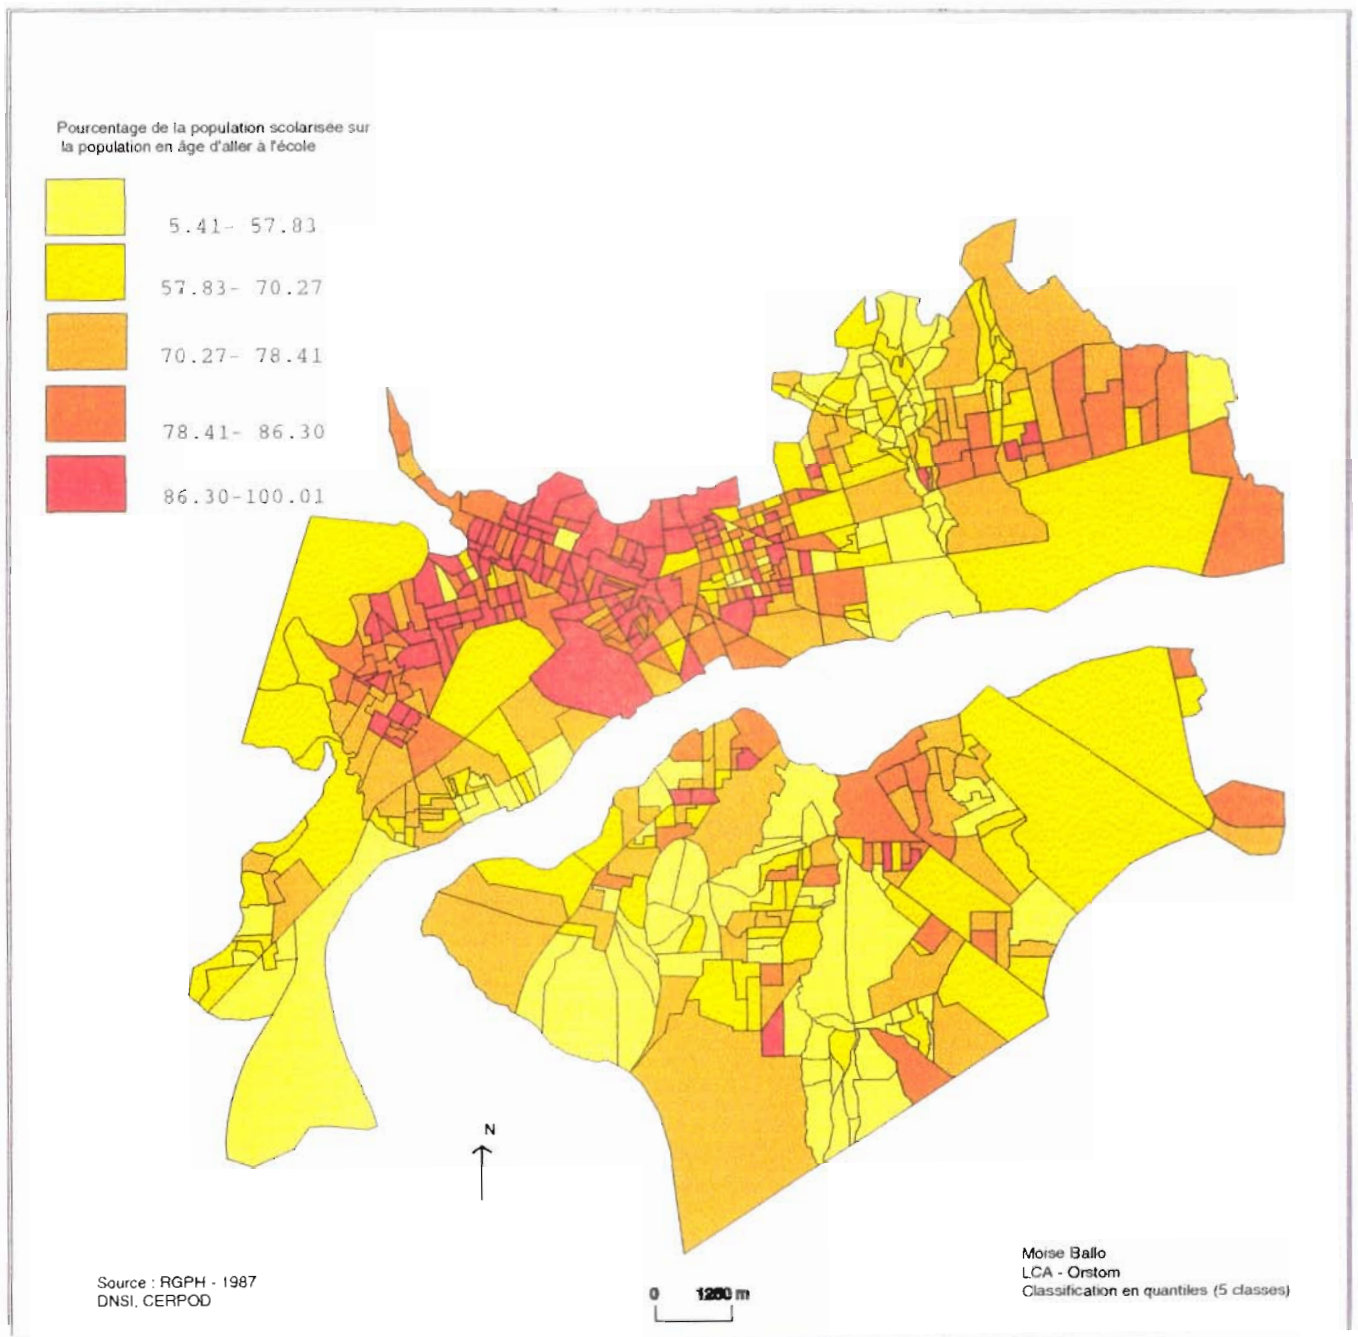 Pourcentage de la population scolarisée sur
la population en âge d'aller à l'école
5.41- 57.83
57.83- 70.27
70.27- 78.41
78.41- 86.30
86.30-100.01
N
Source : RGPH - 1987
DNSI, CERPOD
0 m
Moise Ballo
LCA - Orstom
Classification en quantiles (5 classes)